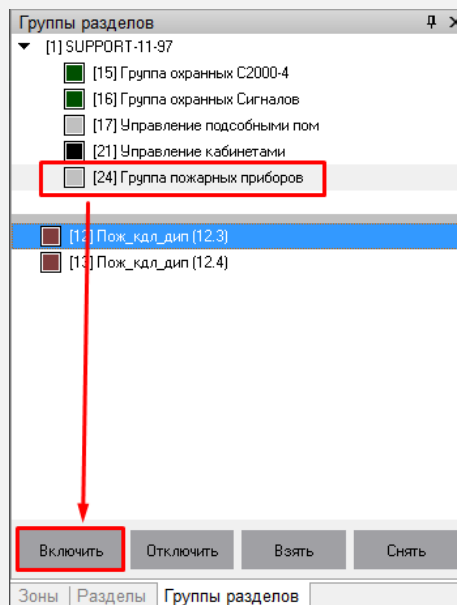 Группы разделов
[1] SUPPORT-11-97
[15] Группа охранных С2000-4
[16] Группа охранных Сигналов
[17] Управление подсобными пом
[21] Управление кабинетами
[24] Группа пожарных приборов
[12] Пож_кдл_дип (12.3)
[13] Пож_кдл_дип (12.4)
Включить Отключить Взять Снять
Зоны Разделы Группы разделов